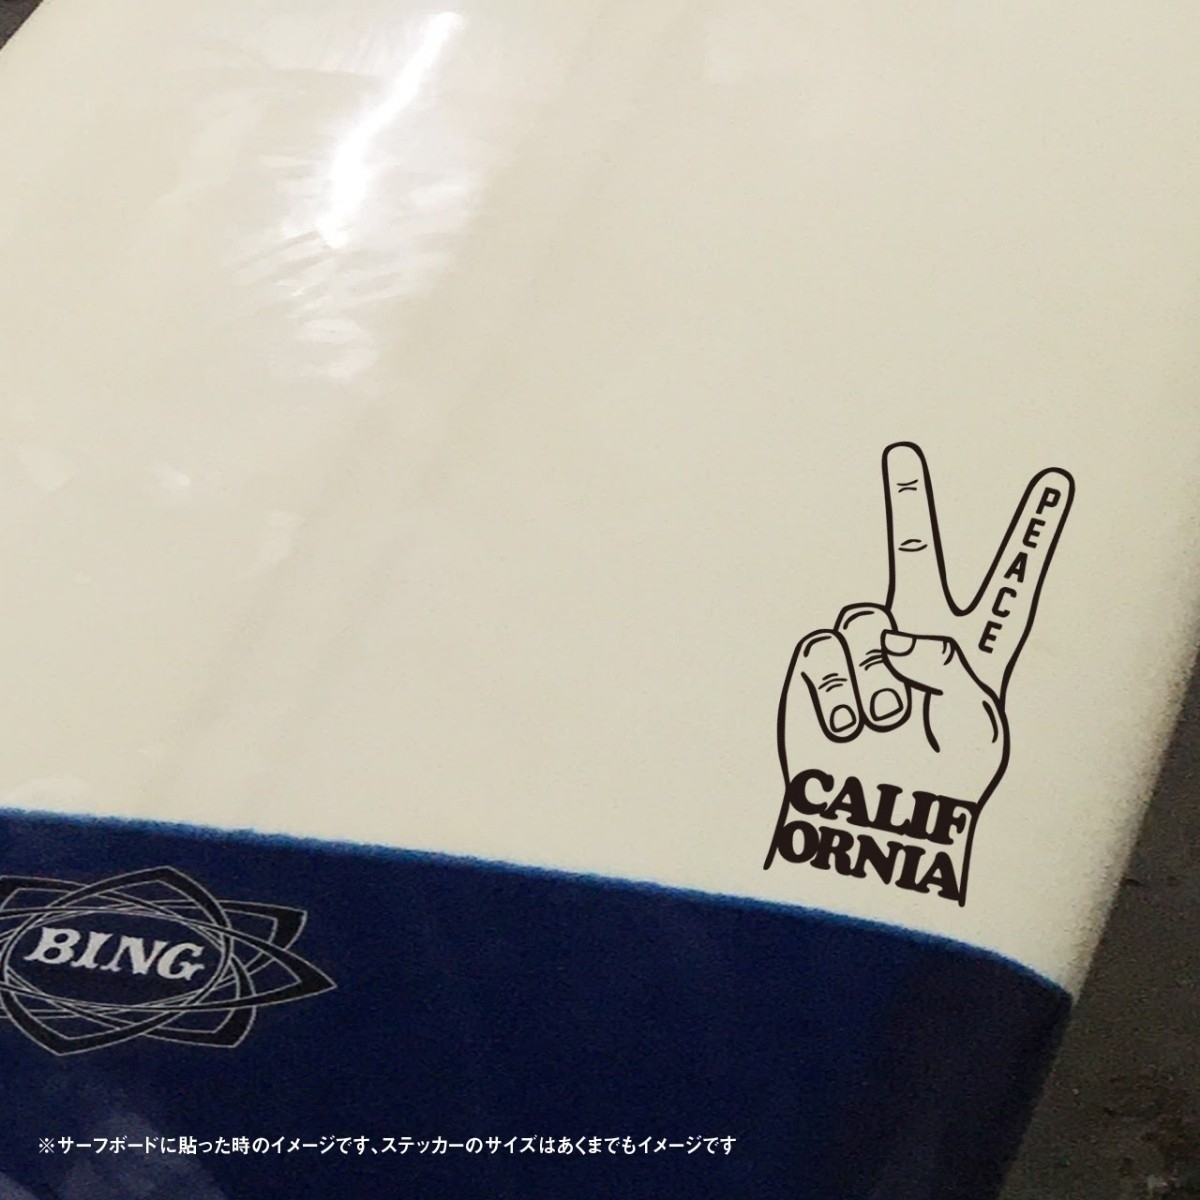 PEACE
CALIF
ORNIA
BING
※サーフボードに貼った時のイメージです、ステッカーのサイズはあくまでもイメージです